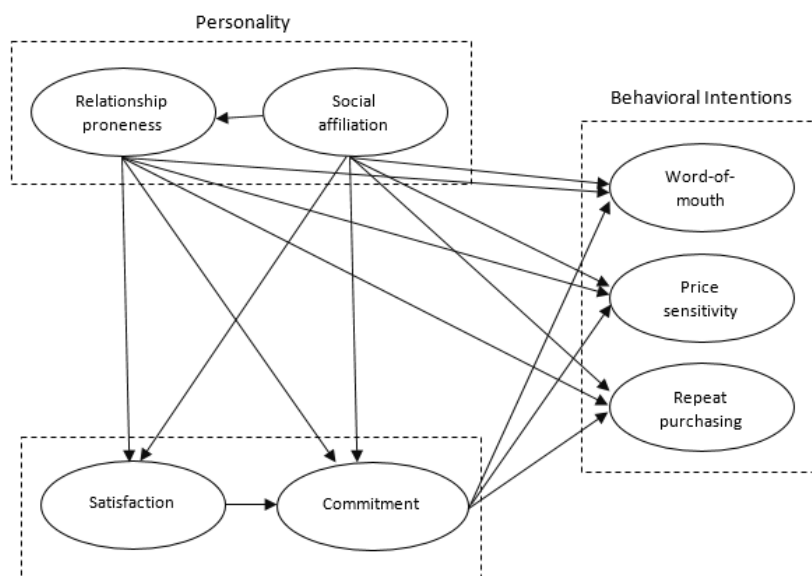 Personality
Relationship
proneness
Social
affiliation
Behavioral Intentions
Word-of-
mouth
Price
sensitivity
Repeat
purchasing
Satisfaction
Commitment